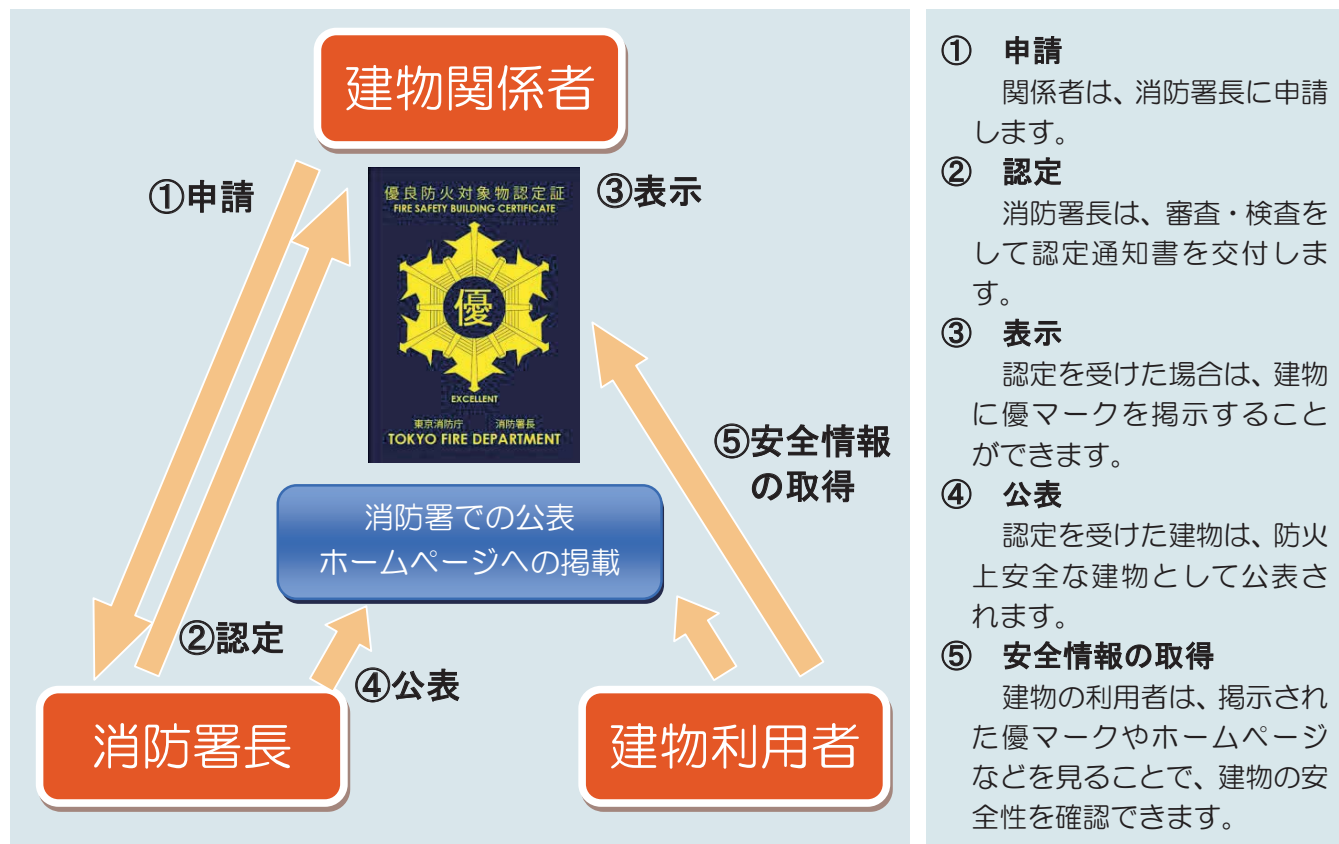 建物関係者
①申請
優良防火対象物認定証
FIRE SAFETY BUILDING CERTIFICATE
優
EXCELLENT
東京消防庁　消防署長
TOKYO FIRE DEPARTMENT
③表示
⑤安全情報
の取得
消防署での公表
ホームページへの掲載
②認定
④公表
消防署長
建物利用者
①　申請
関係者は、消防署長に申請
します。
②　認定
消防署長は、審査・検査を
して認定通知書を交付しま
す。
③　表示
認定を受けた場合は、建物
に優マークを掲示すること
ができます。
④　公表
認定を受けた建物は、防火
上安全な建物として公表さ
れます。
⑤　安全情報の取得
建物の利用者は、掲示され
た優マークやホームページ
などを見ることで、建物の安
全性を確認できます。